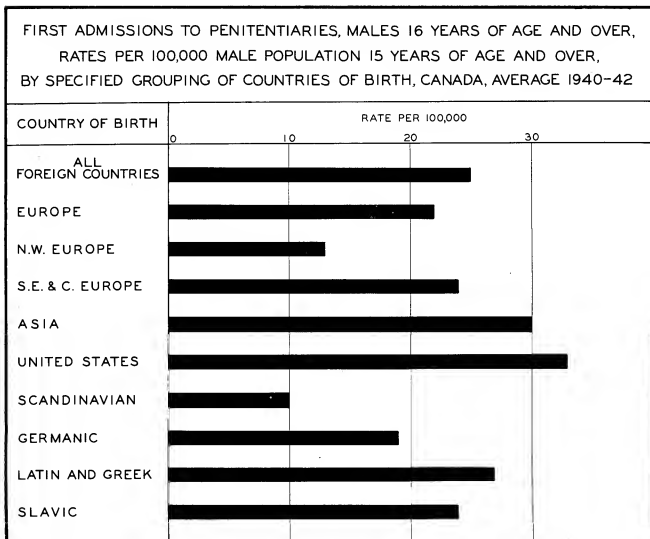 FIRST ADMISSIONS TO PENITENTIARIES, MALES 16 YEARS OF AGE AND OVER,
RATES PER 100,000 MALE POPULATION 15 YEARS OF AGE AND OVER,
BY SPECIFIED GROUPING OF COUNTRIES OF BIRTH, CANADA, AVERAGE 1940-42
COUNTRY OF BIRTH
RATE PER 100,000
0 10 20 30
ALL
FOREIGN COUNTRIES
EUROPE
N.W. EUROPE
S.E. & C. EUROPE
ASIA
UNITED STATES
SCANDINAVIAN
GERMANIC
LATIN AND GREEK
SLAVIC